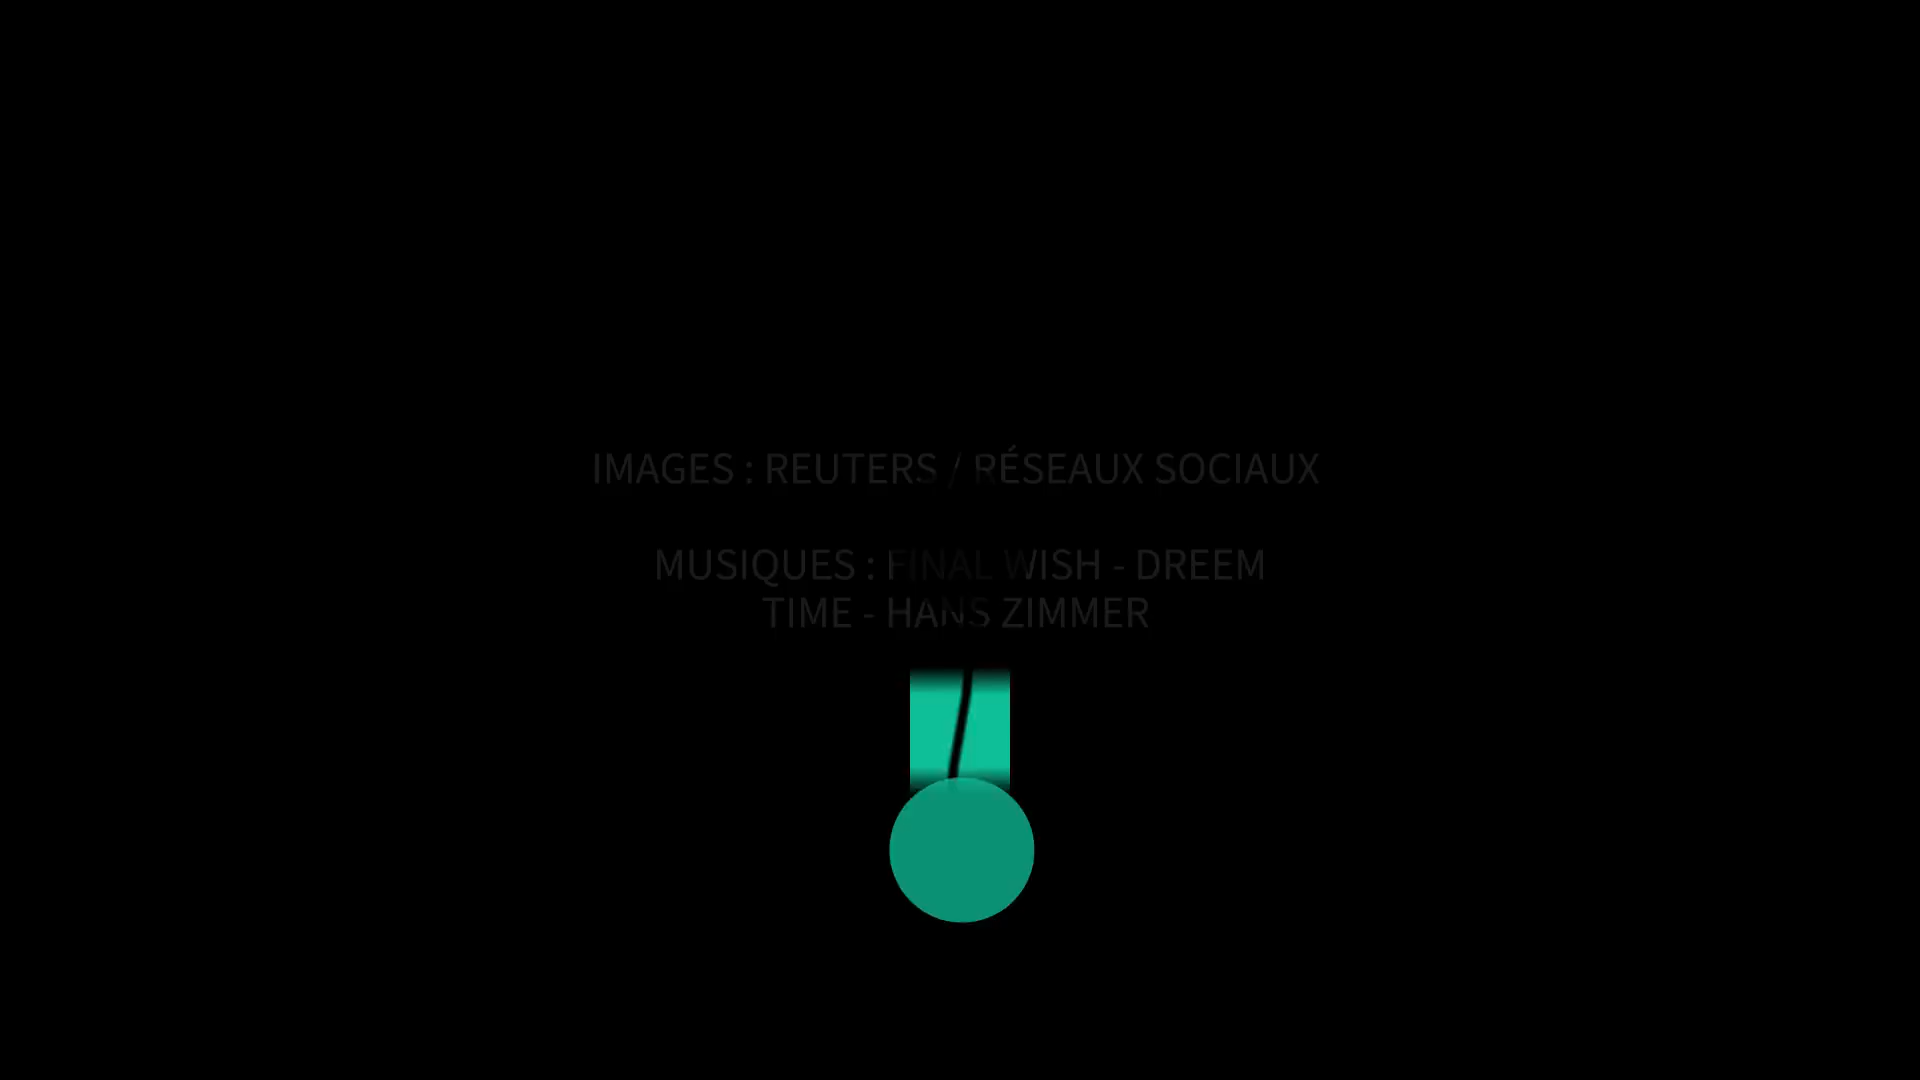 IMAGES : REUTERS / RÉSEAUX SOCIAUX
MUSIQUES : FINAL WISH - DREEM
TIME - HANS ZIMMER